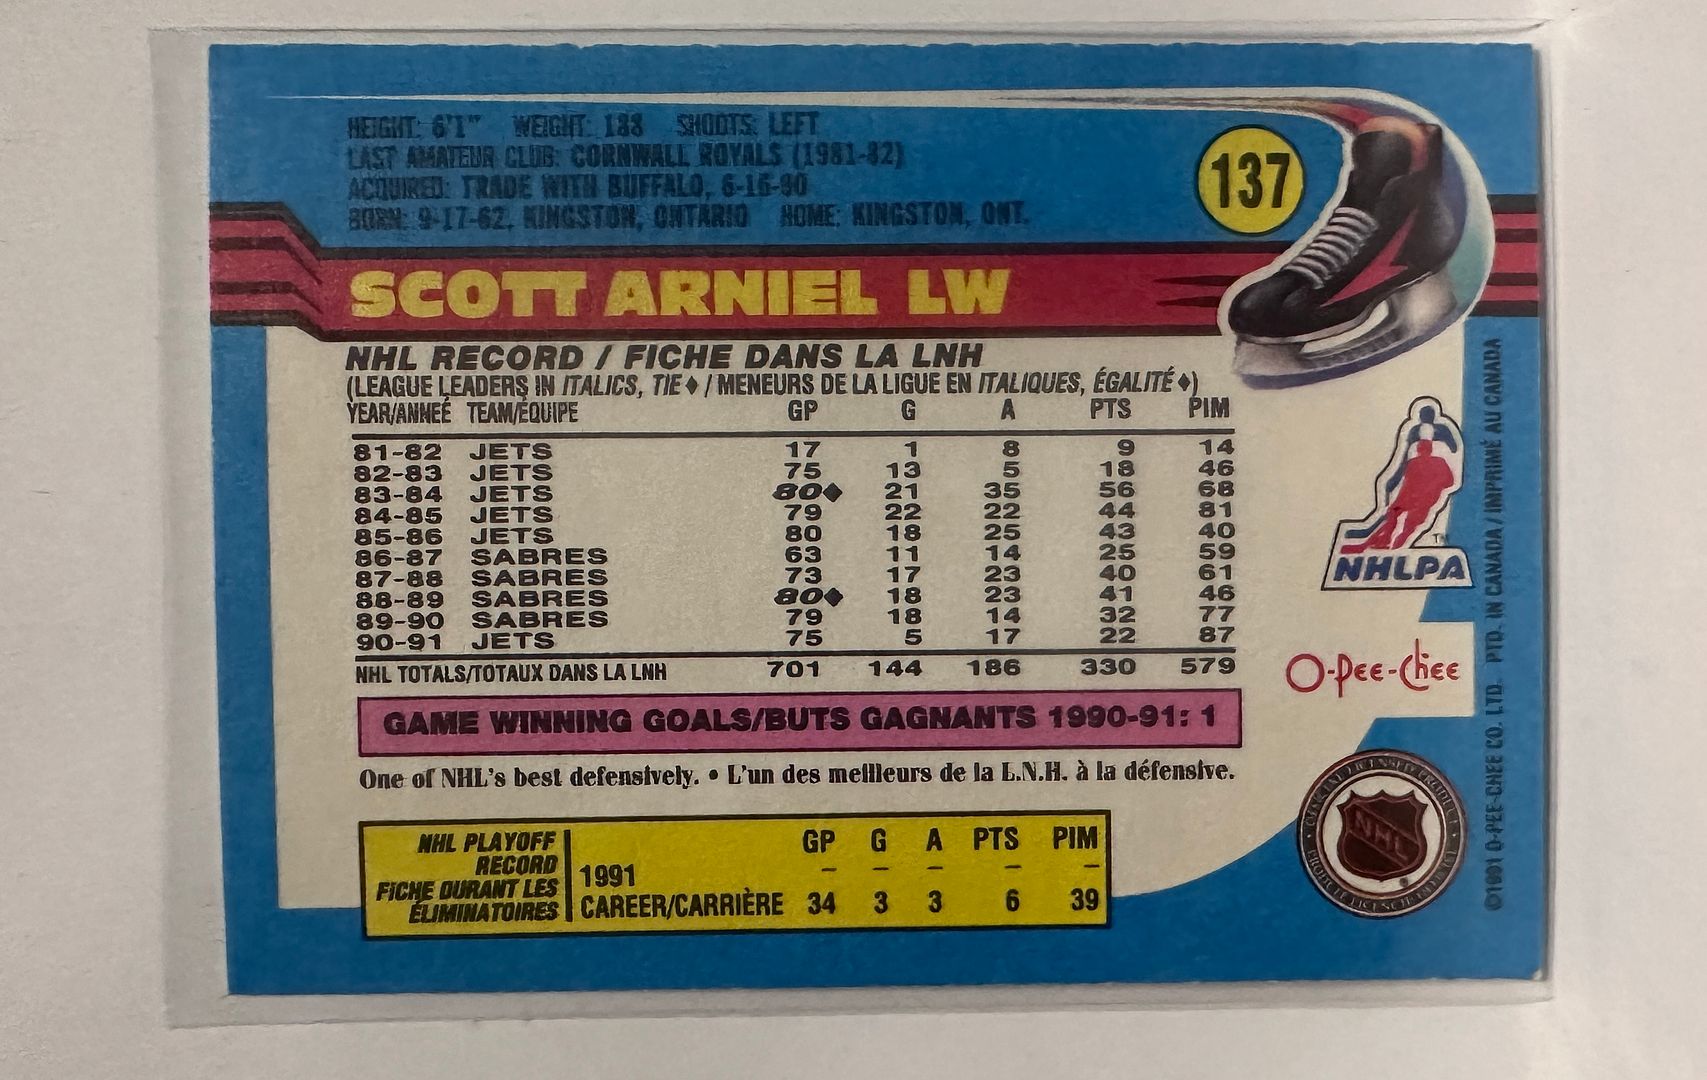 HEIGHT: 6'1" WEIGHT: 188 SHOOTS: LEFT
LAST AMATEUR CLUB: CORNWALL ROYALS (1981-82)
ACQUIRED: TRADE WITH BUFFALO, 6-16-90
BORN: 9-17-62, KINGSTON, ONTARIO HOME: KINGSTON, ONT.
137
SCOTT ARNIEL LW
NHL RECORD / FICHE DANS LA LNH
(LEAGUE LEADERS IN ITALICS, TIE ♦ / MENEURS DE LA LIGUE EN ITALIQUES, ÉGALITÉ ♦)
YEAR/ANNEÉ TEAM/ÉQUIPE GP G A PTS PIM
81-82 JETS 17 1 8 9 14
82-83 JETS 75 13 5 18 46
83-84 JETS 80♦ 21 35 56 68
84-85 JETS 79 22 22 44 81
85-86 JETS 80 18 25 43 40
86-87 SABRES 63 11 14 25 59
87-88 SABRES 73 17 23 40 61
88-89 SABRES 80♦ 18 23 41 46
89-90 SABRES 79 18 14 32 77
90-91 JETS 75 5 17 22 87
NHL TOTALS/TOTAUX DANS LA LNH 701 144 186 330 579
GAME WINNING GOALS/BUTS GAGNANTS 1990-91: 1
One of NHL's best defensively. • L'un des meilleurs de la L.N.H. à la défensive.
NHL PLAYOFF RECORD
FICHE DURANT LES ÉLIMINATOIRES
GP G A PTS PIM
1991 – – – – –
CAREER/CARRIÈRE 34 3 3 6 39
TM
NHLPA
O-Pee-Chee
NHL
®
©1991 O-PEE-CHEE CO. LTD. PTD. IN CANADA / IMPRIMÉ AU CANADA